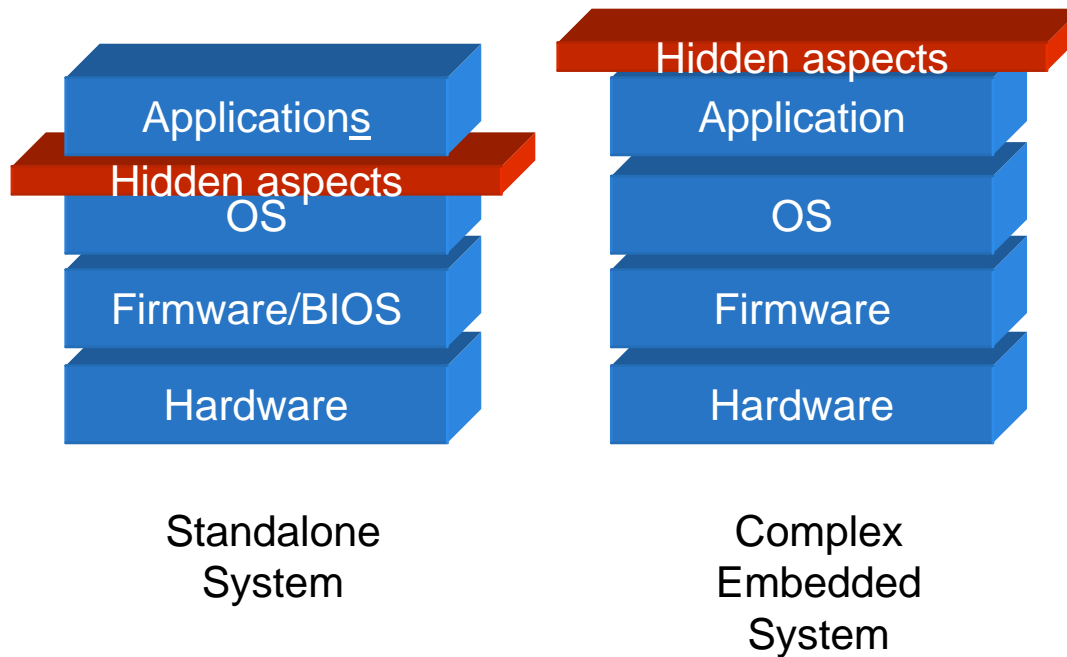 Applications
Hidden aspects
OS
Firmware/BIOS
Hardware
Standalone
System
Hidden aspects
Application
OS
Firmware
Hardware
Complex
Embedded
System